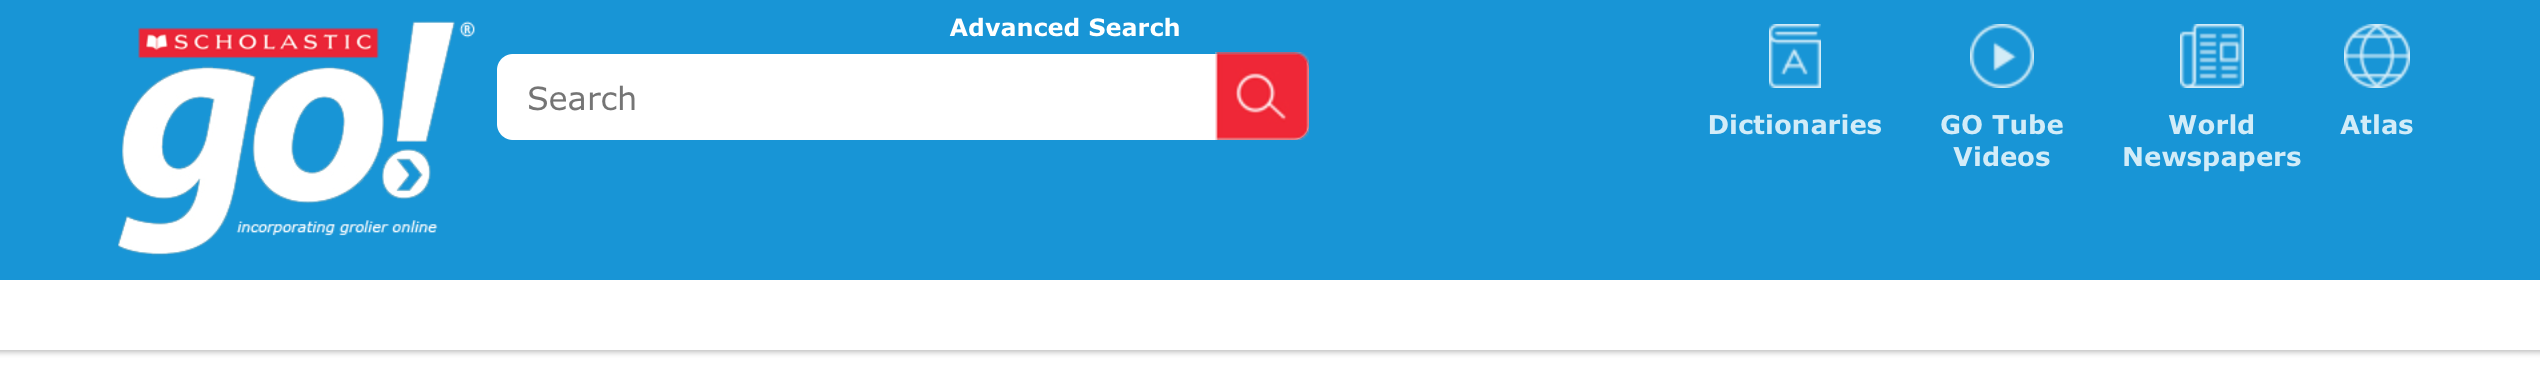 SCHOLASTIC
go!®
incorporating grolier online
Advanced Search
Search
A
Dictionaries
GO Tube
Videos
World
Newspapers
Atlas